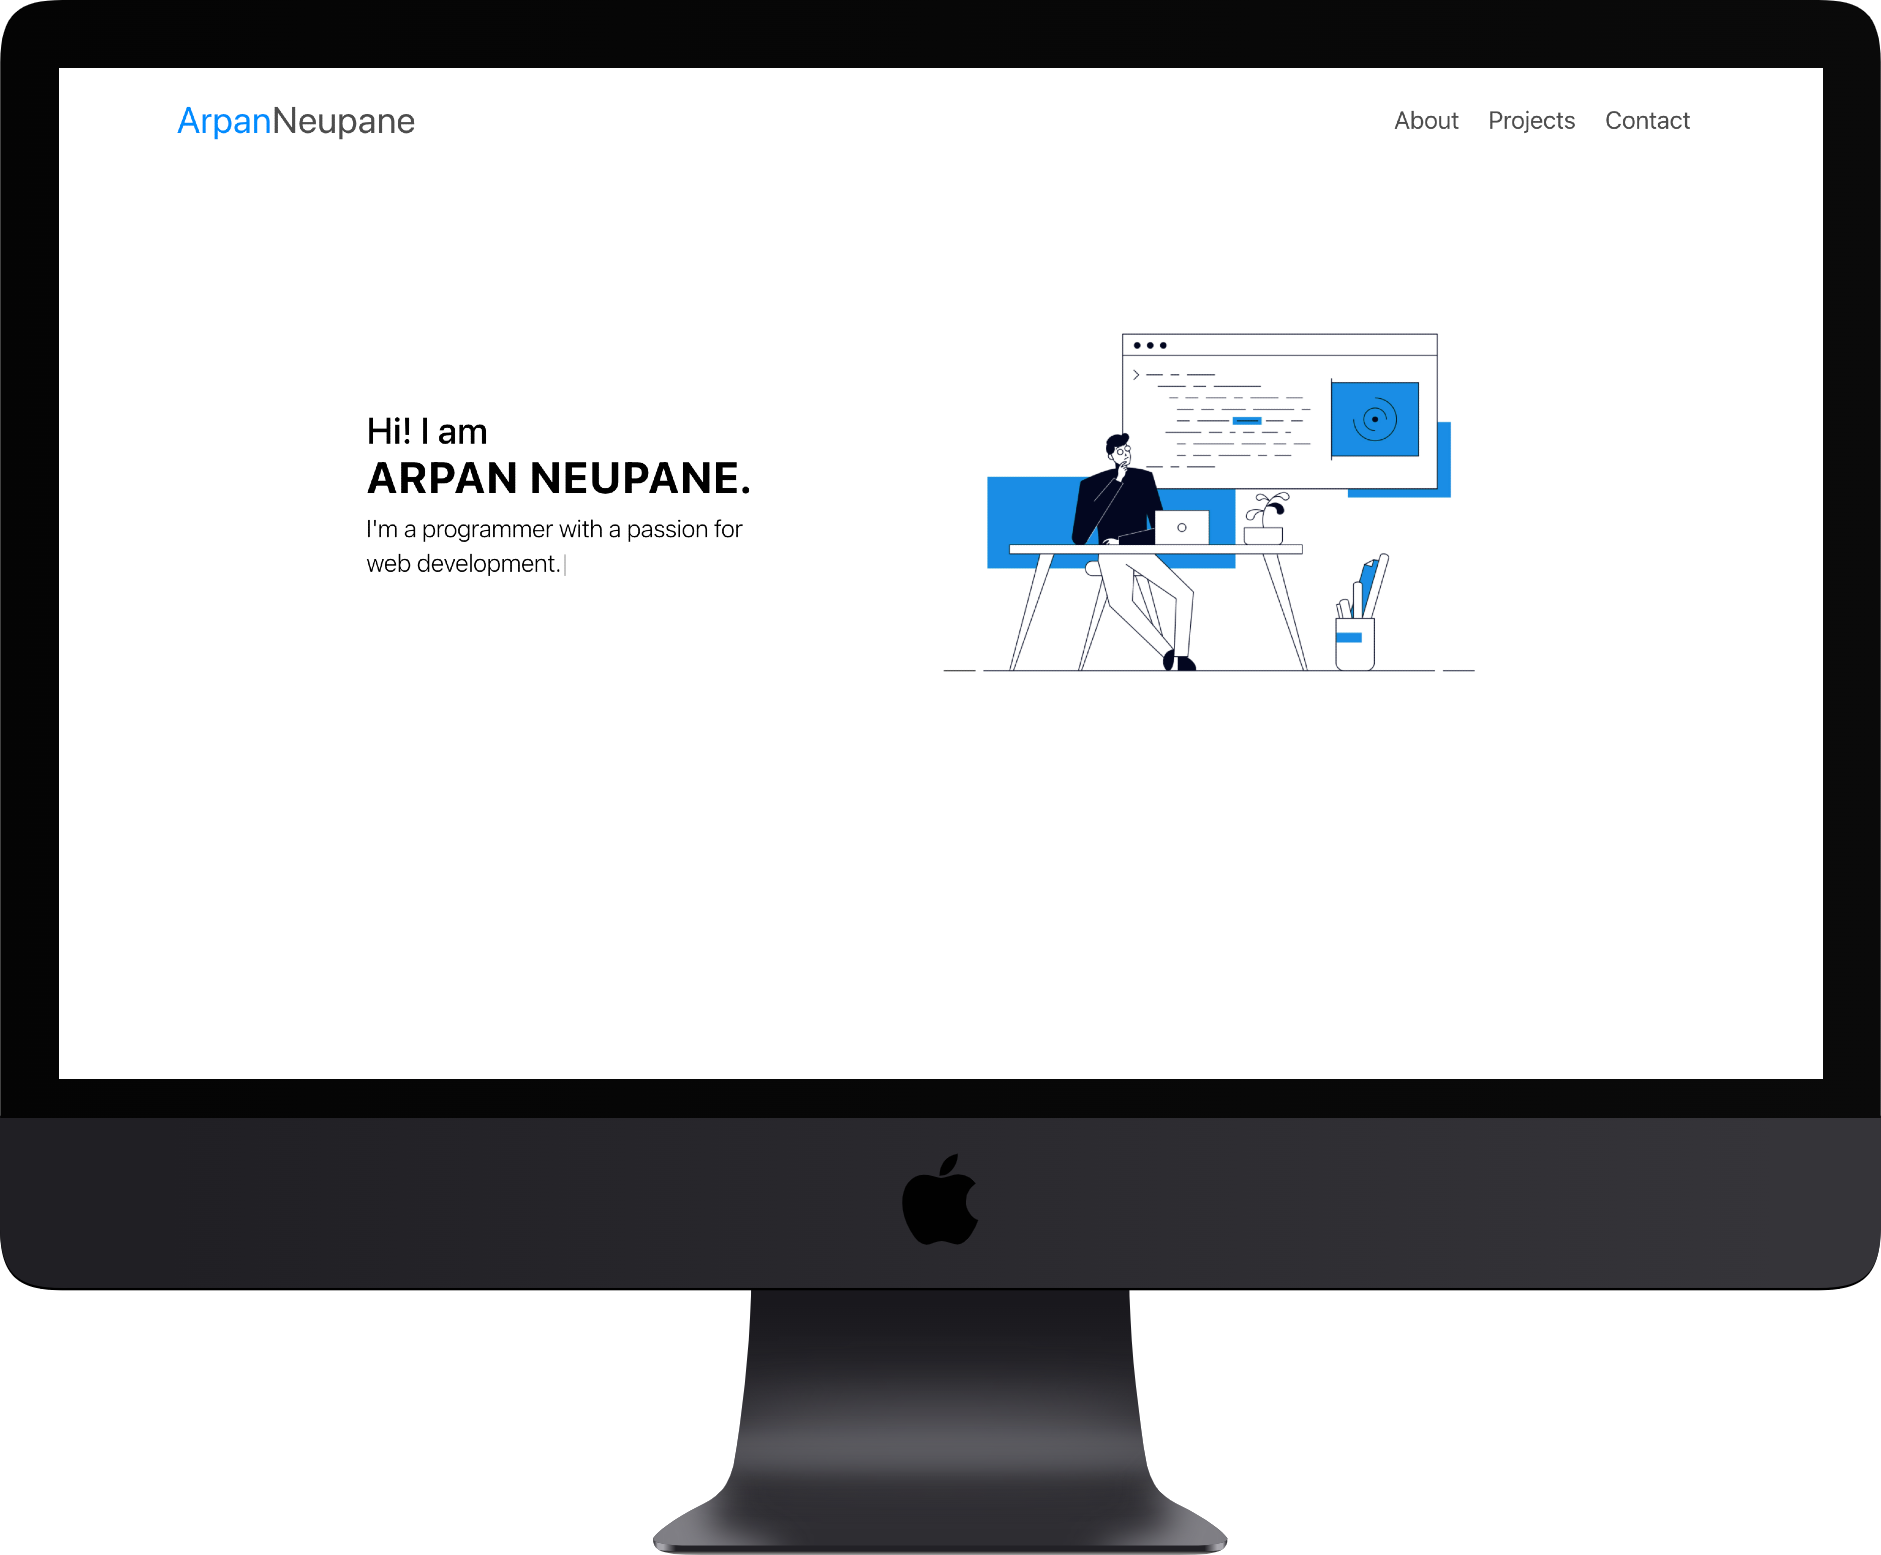 ArpanNeupane
About Projects Contact
Hi! I am
ARPAN NEUPANE.
I'm a programmer with a passion for
web development.